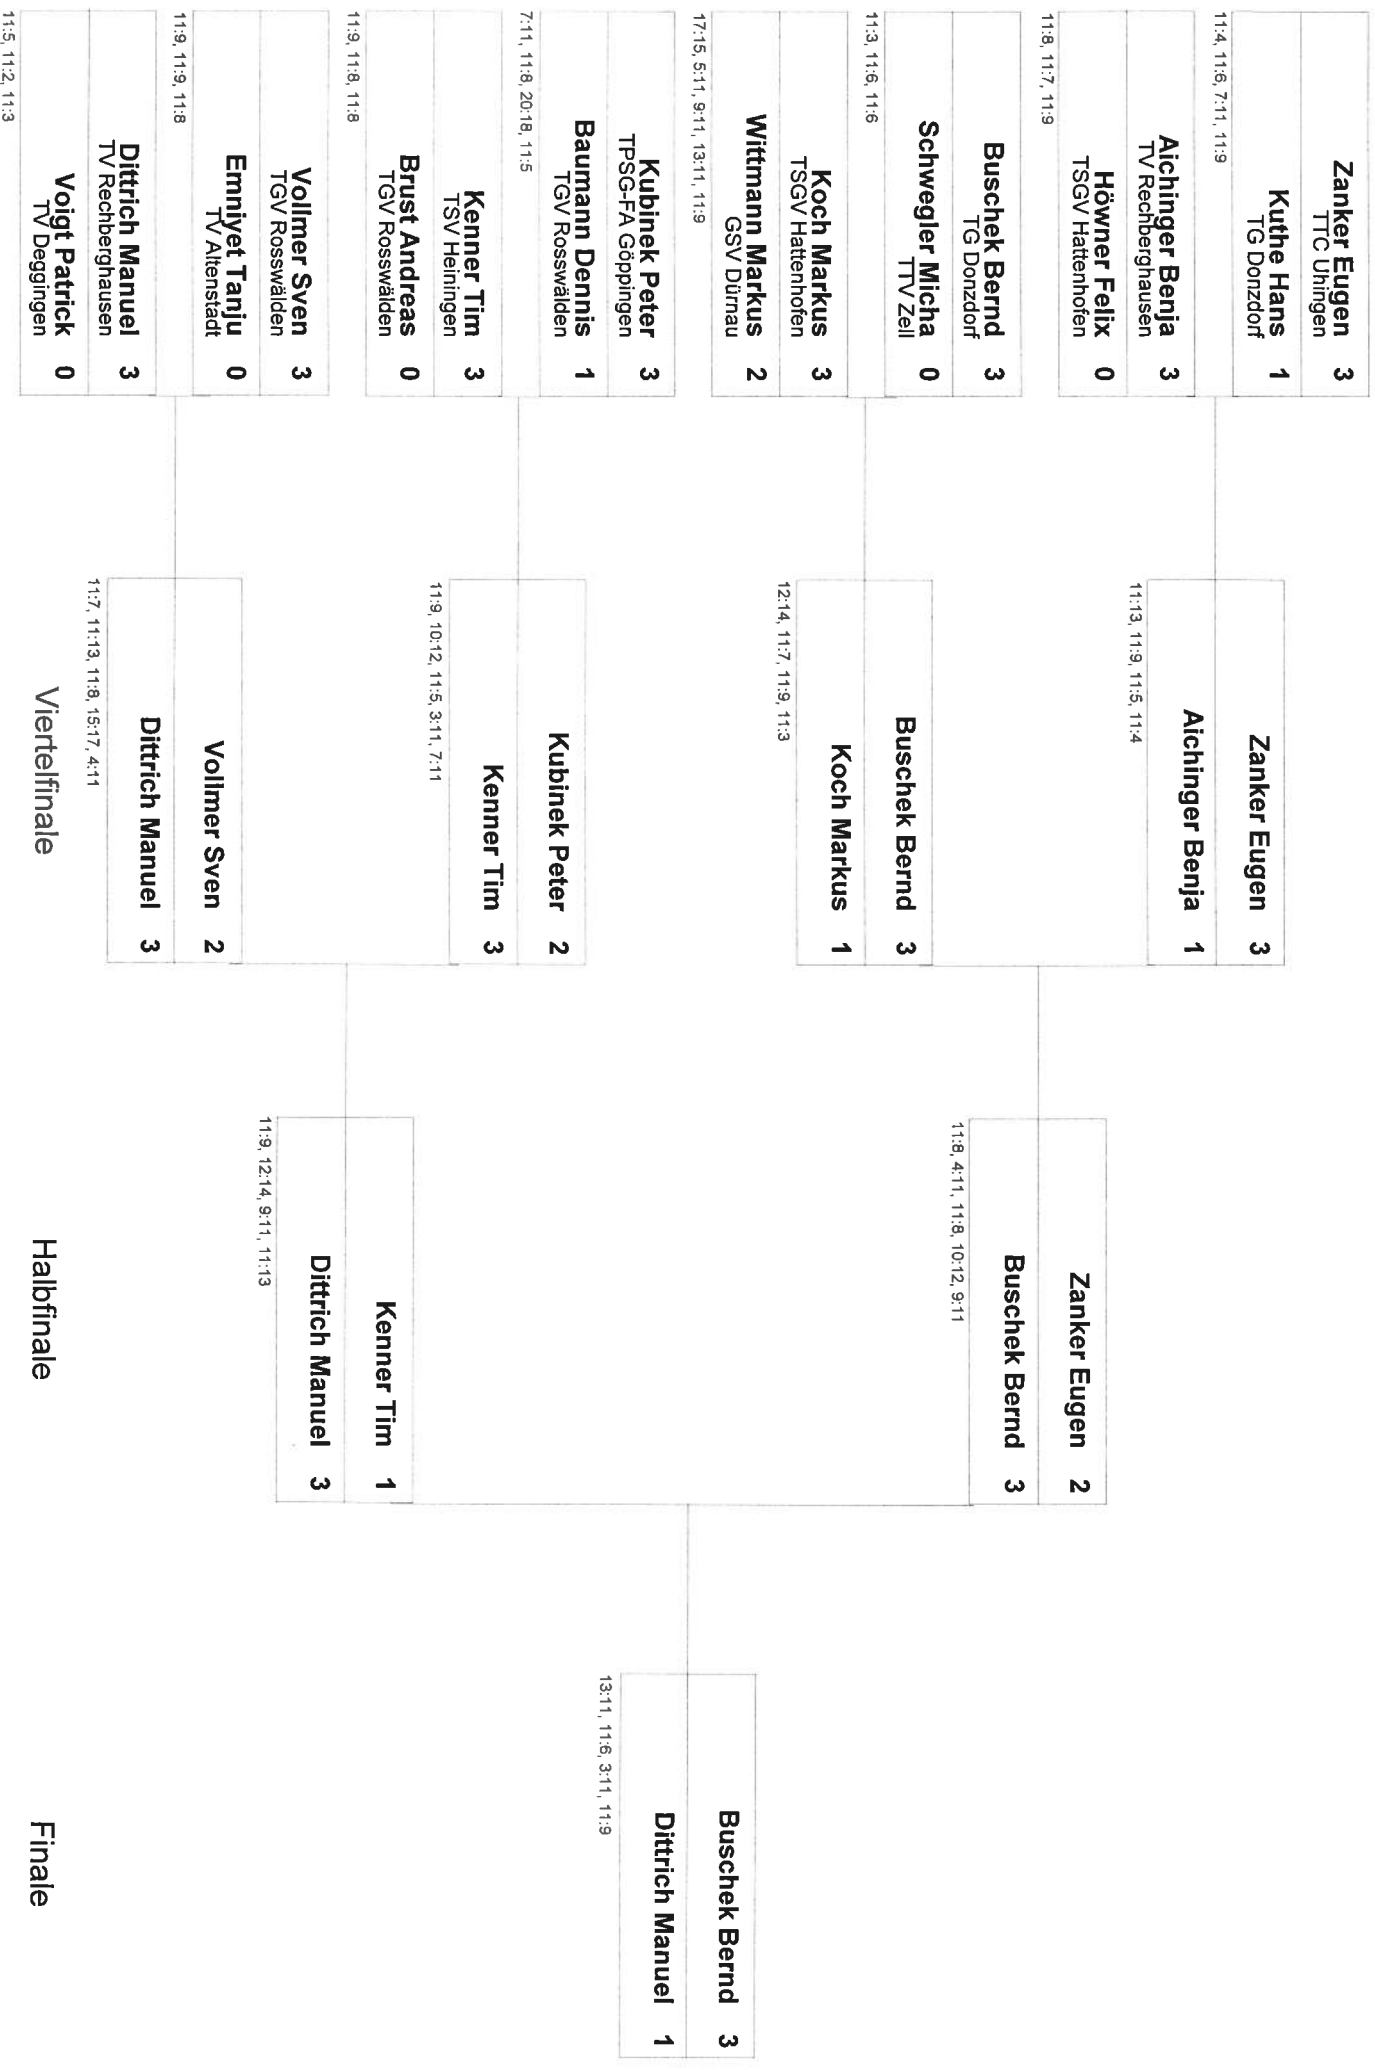 Zanker Eugen 3
TTC Uhingen
Kuthe Hans 1
TG Donzdorf
11:4, 11:6, 7:11, 11:9
Aichinger Benja 3
TV Rechberghausen
Höwner Felix 0
TSGV Hattenhofen
11:8, 11:7, 11:9
Buschek Bernd 3
TG Donzdorf
Schwegler Micha 0
TTV Zell
11:3, 11:6, 11:6
Koch Markus 3
TSGV Hattenhofen
Wittmann Markus 2
GSV Dürnau
17:15, 5:11, 9:11, 13:11, 11:9
Kubinek Peter 3
TPSG-FA Göppingen
Baumann Dennis 1
TGV Rosswälden
7:11, 11:8, 20:18, 11:5
Kenner Tim 3
TSV Heiningen
Brust Andreas 0
TGV Rosswälden
11:9, 11:8, 11:8
Vollmer Sven 3
TGV Rosswälden
Emniyet Tanju 0
TV Altenstadt
11:9, 11:9, 11:8
Dittrich Manuel 3
TV Rechberghausen
Voigt Patrick 0
TV Deggingen
11:5, 11:2, 11:3
Zanker Eugen 3
Aichinger Benja 1
11:13, 11:9, 11:5, 11:4
Buschek Bernd 3
Koch Markus 1
12:14, 11:7, 11:9, 11:3
Kubinek Peter 2
Kenner Tim 3
11:9, 10:12, 11:5, 3:11, 7:11
Vollmer Sven 2
Dittrich Manuel 3
11:7, 11:13, 11:8, 15:17, 4:11
Viertelfinale
Zanker Eugen 2
Buschek Bernd 3
11:8, 4:11, 11:8, 10:12, 9:11
Kenner Tim 1
Dittrich Manuel 3
11:9, 12:14, 9:11, 11:13
Halbfinale
Buschek Bernd 3
Dittrich Manuel 1
13:11, 11:6, 3:11, 11:9
Finale